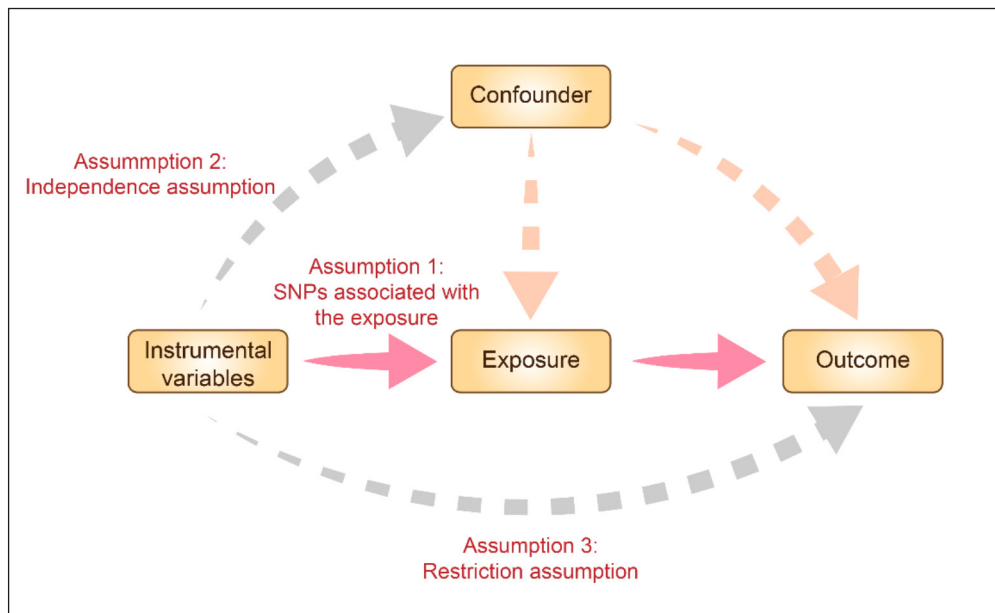 Confounder
Assummption 2:
Independence assumption
Assumption 1:
SNPs associated with
the exposure
Instrumental
variables
Exposure
Outcome
Assumption 3:
Restriction assumption